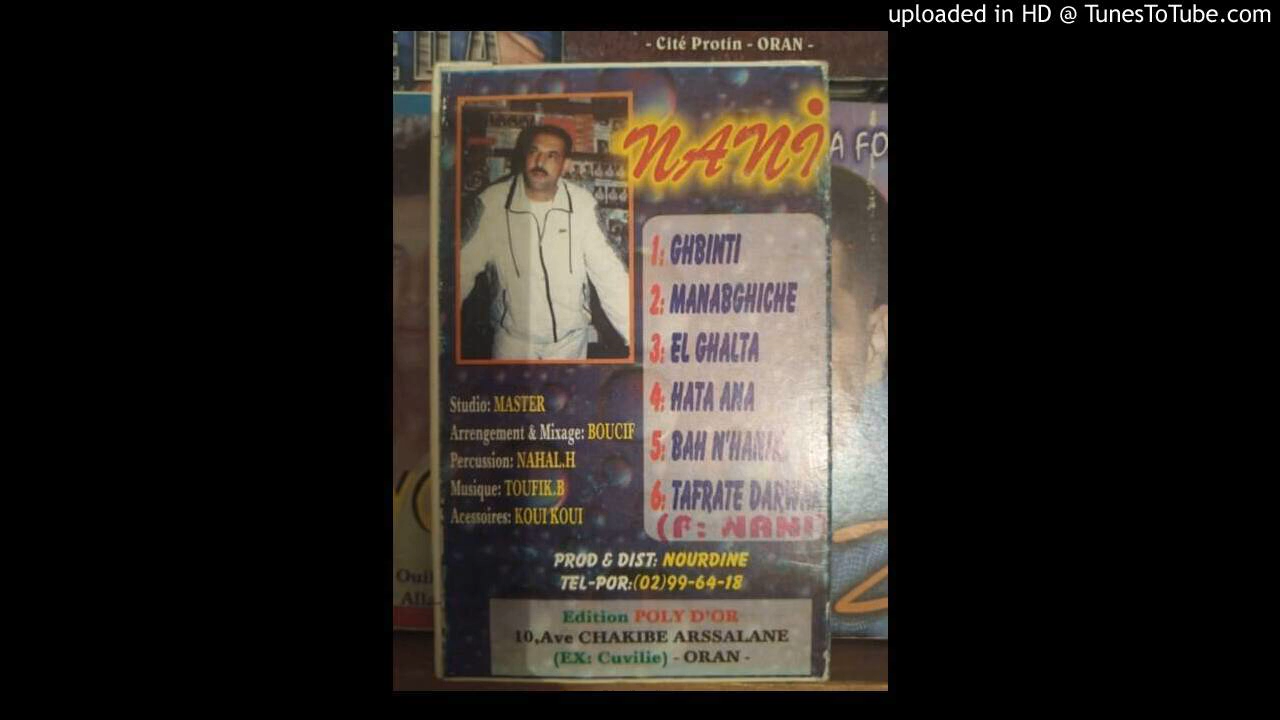 uploaded in HD @ TunesToTube.com
- Cité Protin - ORAN -
NANi
A FO
1: GHBINTI
2: MANABGHICHE
3: EL GHALTA
4: HATA ANA
5: BAH
6: TAFRATE
(F: NANI)
Studio: MASTER
Arrengement & Mixage: BOUCIF
Percussion: NAHAL.H
Musique: TOUFIK.B
Acessoires: KOUI KOUI
PROD & DIST: NOURDINE
TEL-POR:(02)99-64-18
Edition POLY D'OR
10,Ave CHAKIBE ARSSALANE
(EX: Cuvilie) - ORAN -